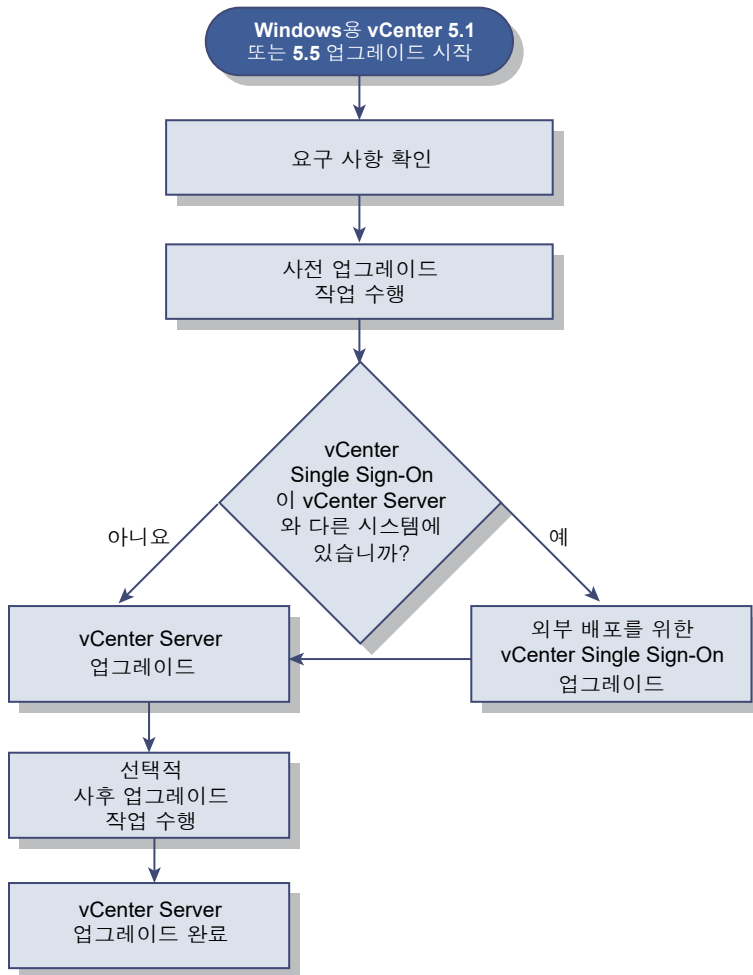 Windows용 vCenter 5.1
또는 5.5 업그레이드 시작
요구 사항 확인
사전 업그레이드
작업 수행
vCenter
Single Sign-On
이 vCenter Server
와 다른 시스템에
있습니까?
아니요
예
vCenter Server
업그레이드
외부 배포를 위한
vCenter Single Sign-On
업그레이드
선택적
사후 업그레이드
작업 수행
vCenter Server
업그레이드 완료